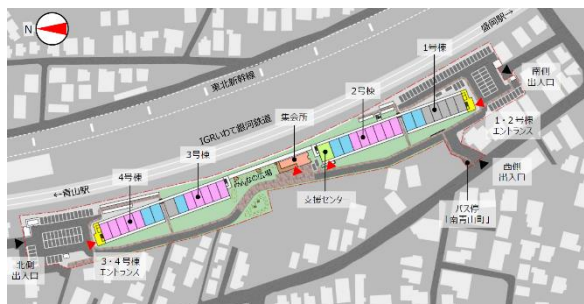 N
盛岡駅→
東北新幹線
IGRいわて銀河鉄道
←青山駅
1号棟
2号棟
集会所
3号棟
4号棟
みんなの広場
支援センター
南側
出入口
1・2号棟
エントランス
西側
出入口
バス停
「南青山町」
3・4号棟
エントランス
北側
出入口